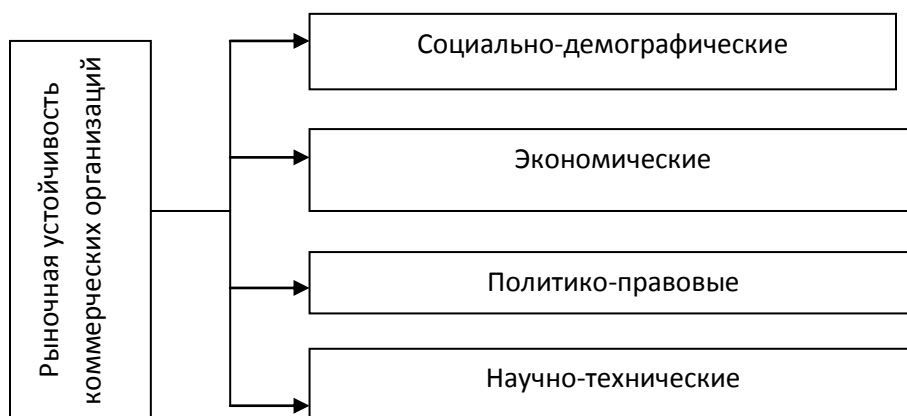 Рыночная устойчивость
коммерческих организаций
Социально-демографические
Экономические
Политико-правовые
Научно-технические